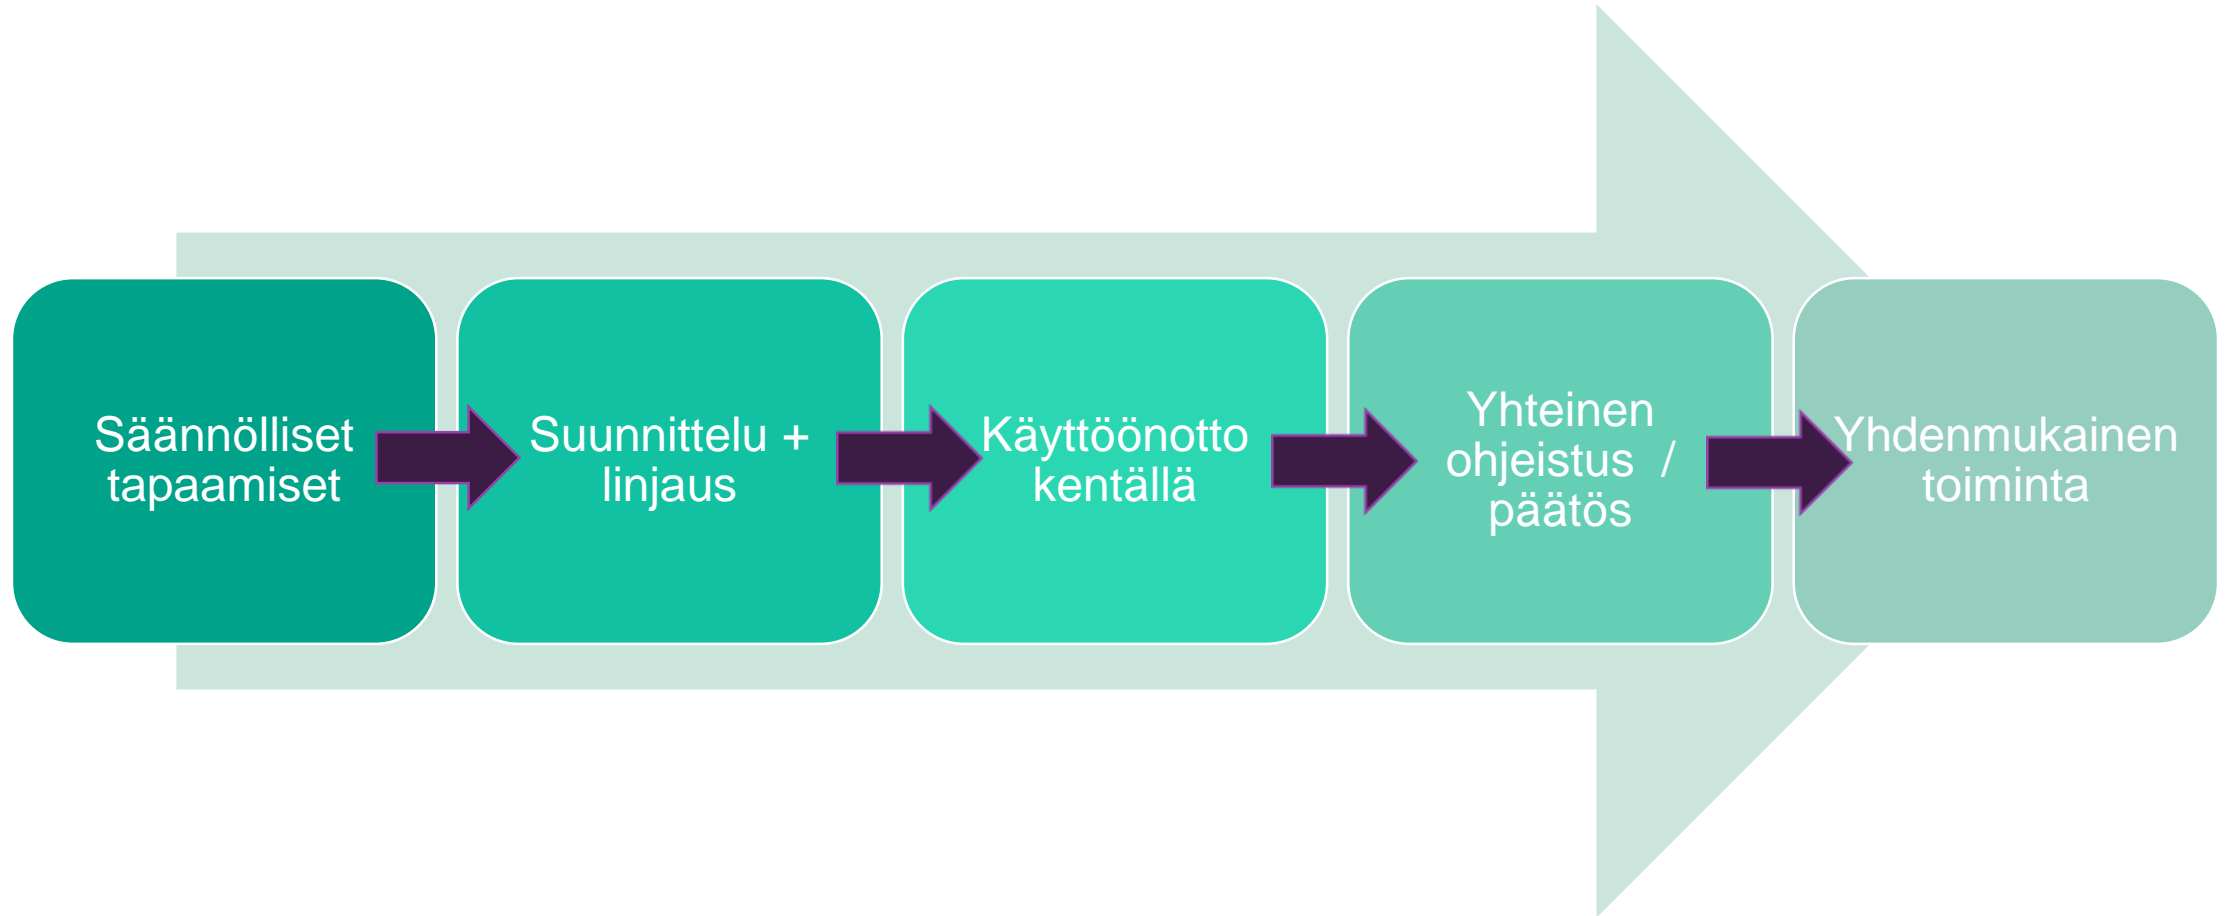 Säännölliset
tapaamiset
Suunnittelu +
linjaus
Käyttöönotto
kentällä
Yhteinen
ohjeistus /
päätös
Yhdenmukainen
toiminta